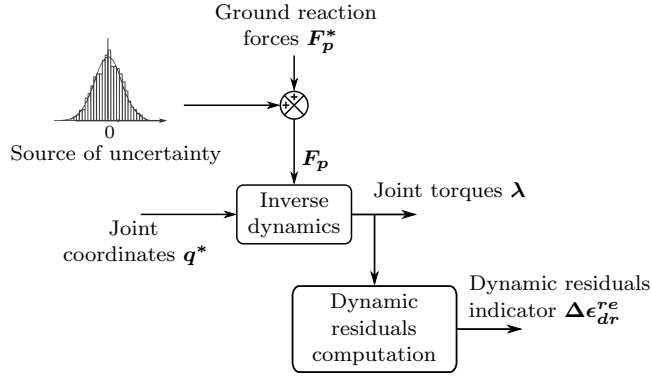 Ground reaction
forces F*p
+
+
0
Source of uncertainty
Fp
Inverse
dynamics
Joint torques λ
Joint
coordinates q*
Dynamic
residuals
computation
Dynamic residuals
indicator Δϵ^re_dr